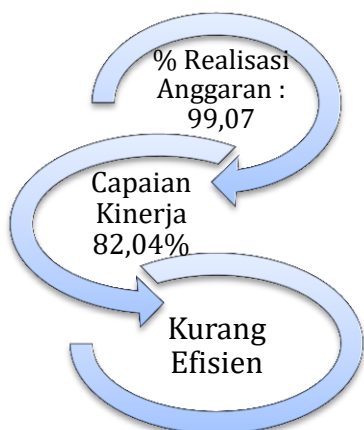 % Realisasi
Anggaran :
99,07
Capaian
Kinerja
82,04%
Kurang
Efisien